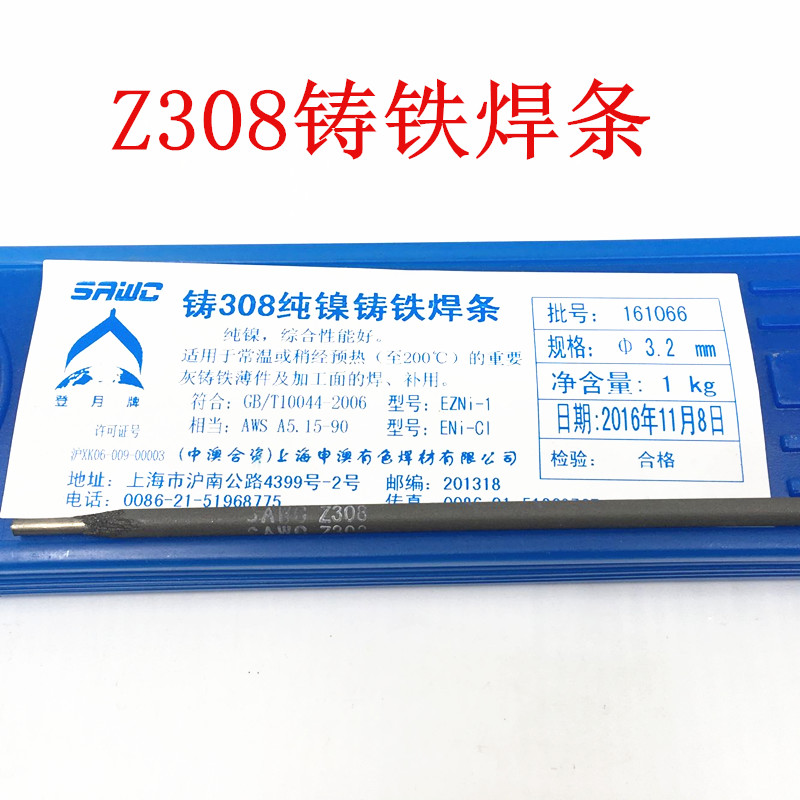 Z308铸铁焊条
SAWC
登月牌
许可证号
沪XK06-009-00003
铸308纯镍铸铁焊条
纯镍，综合性能好。
适用于常温或稍经预热（至200℃）的重要
灰铸铁薄件及加工面的焊、补用。
符合：GB/T10044-2006 型号：EZNi-1
相当：AWS A5.15-90 型号：ENi-Cl
(中澳合资)上海申澳有色焊材有限公司
地址：上海市沪南公路4399号-2号 邮编：201318
电话：0086-21-51968775 传真 0086-21-
批号： 161066
规格： Φ 3.2 mm
净含量：1 kg
日期:2016年11月8日
检验： 合格
SAWC Z308
SAWC Z308